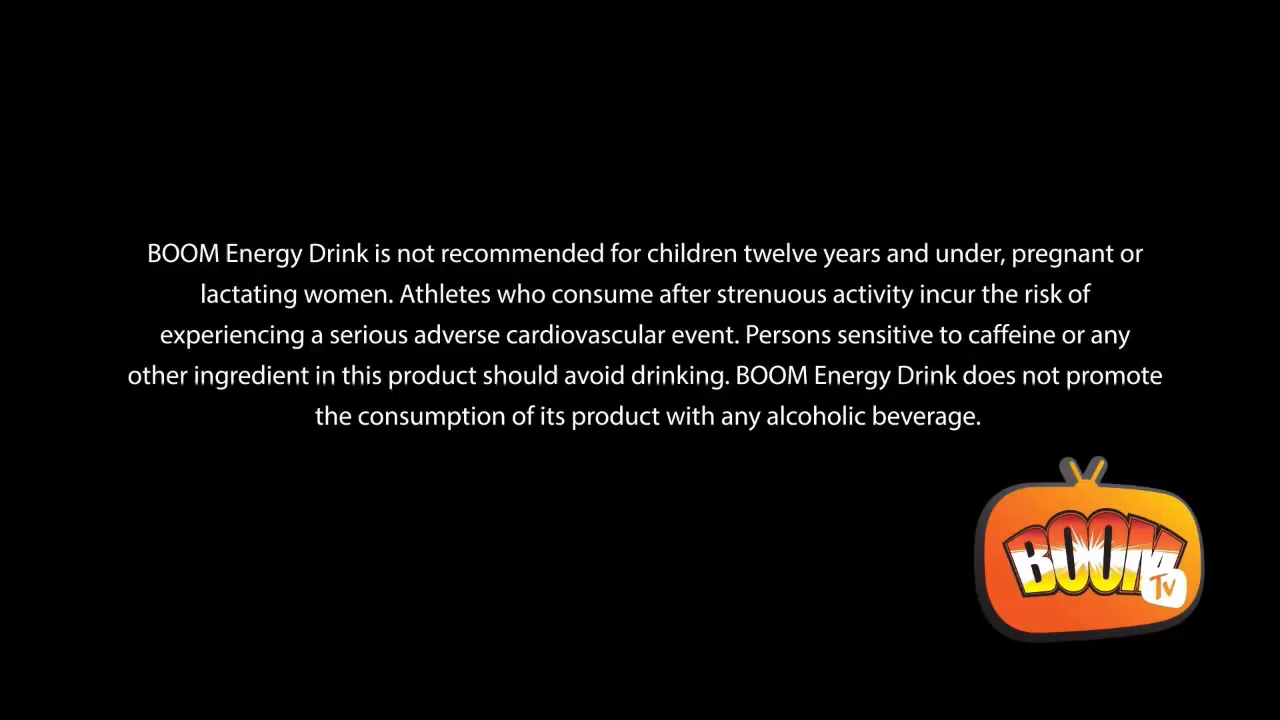 BOOM Energy Drink is not recommended for children twelve years and under, pregnant or
lactating women. Athletes who consume after strenuous activity incur the risk of
experiencing a serious adverse cardiovascular event. Persons sensitive to caffeine or any
other ingredient in this product should avoid drinking. BOOM Energy Drink does not promote
the consumption of its product with any alcoholic beverage.
BOOM
Tv